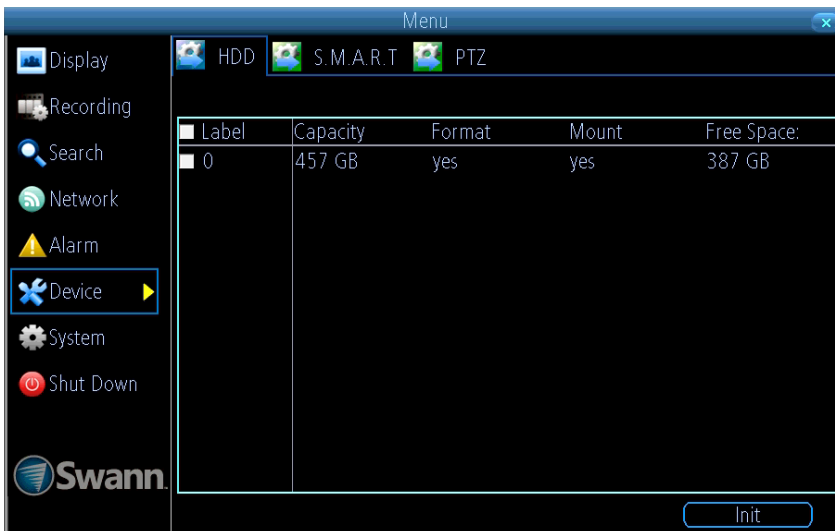 Menu
Display
Recording
Search
Network
Alarm
Device
System
Shut Down
Swann.
HDD S.M.A.R.T PTZ
Label Capacity Format Mount Free Space:
0 457 GB yes yes 387 GB
Init